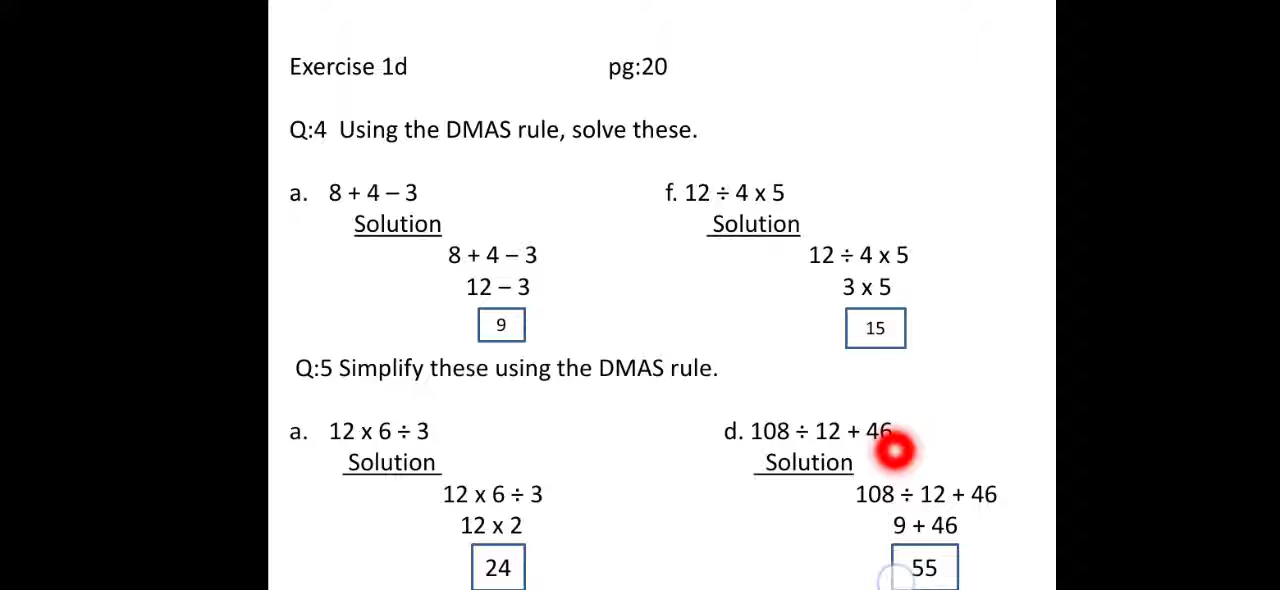 Exercise 1d pg:20
Q:4 Using the DMAS rule, solve these.
a. 8 + 4 – 3 f. 12 ÷ 4 x 5
Solution Solution
8 + 4 – 3 12 ÷ 4 x 5
12 – 3 3 x 5
9 15
Q:5 Simplify these using the DMAS rule.
a. 12 x 6 ÷ 3 d. 108 ÷ 12 + 46
Solution Solution
12 x 6 ÷ 3 108 ÷ 12 + 46
12 x 2 9 + 46
24 55